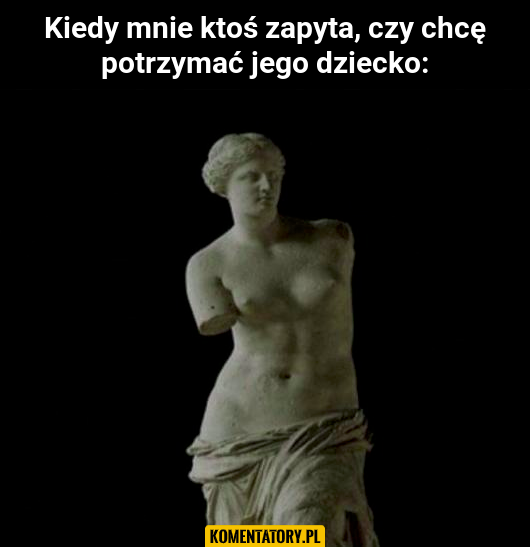 Kiedy mnie ktoś zapyta, czy chcę
potrzymać jego dziecko:
KOMENTATORY.PL